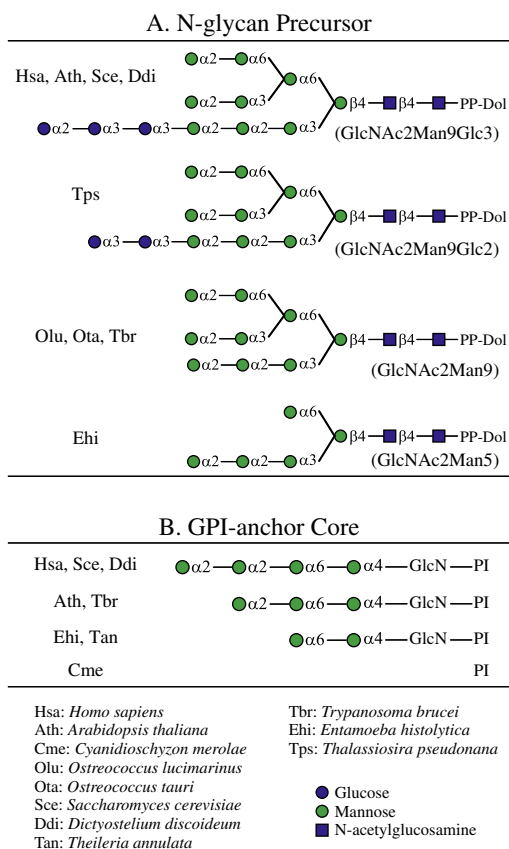 A. N-glycan Precursor
α2 α6
Hsa, Ath, Sce, Ddi
α6
α2 α3
β4 β4 PP-Dol
α2 α3 α3 α2 α2 α3
(GlcNAc2Man9Glc3)
α2 α6
Tps
α6
α2 α3
β4 β4 PP-Dol
α3 α3 α2 α2 α3
(GlcNAc2Man9Glc2)
α2 α6
α6
Olu, Ota, Tbr
α2 α3
β4 β4 PP-Dol
α2 α2 α3
(GlcNAc2Man9)
α6
Ehi
β4 β4 PP-Dol
α2 α2 α3
(GlcNAc2Man5)
B. GPI-anchor Core
Hsa, Sce, Ddi α2 α2 α6 α4 GlcN PI
Ath, Tbr α2 α6 α4 GlcN PI
Ehi, Tan α6 α4 GlcN PI
Cme PI
Hsa: Homo sapiens
Ath: Arabidopsis thaliana
Cme: Cyanidioschyzon merolae
Olu: Ostreococcus lucimarinus
Ota: Ostreococcus tauri
Sce: Saccharomyces cerevisiae
Ddi: Dictyostelium discoideum
Tan: Theileria annulata
Tbr: Trypanosoma brucei
Ehi: Entamoeba histolytica
Tps: Thalassiosira pseudonana
Glucose
Mannose
N-acetylglucosamine